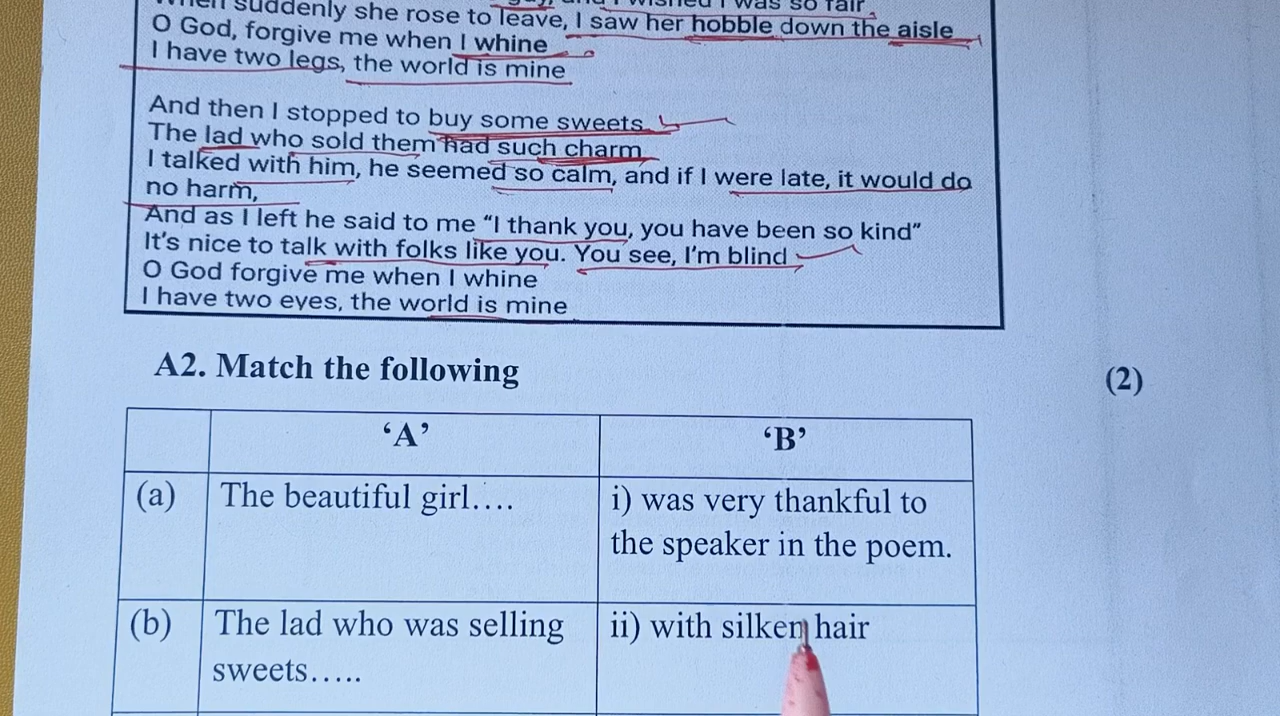 suddenly she rose to leave, I saw her hobble down the aisle
O God, forgive me when I whine
I have two legs, the world is mine
And then I stopped to buy some sweets
The lad who sold them had such charm
I talked with him, he seemed so calm, and if I were late, it would do
no harm,
And as I left he said to me “I thank you, you have been so kind”
It's nice to talk with folks like you. You see, I'm blind
O God forgive me when I whine
I have two eyes, the world is mine
A2. Match the following
(2)
‘A’ ‘B’
(a) The beautiful girl.... i) was very thankful to
the speaker in the poem.
(b) The lad who was selling ii) with silken hair
sweets.....